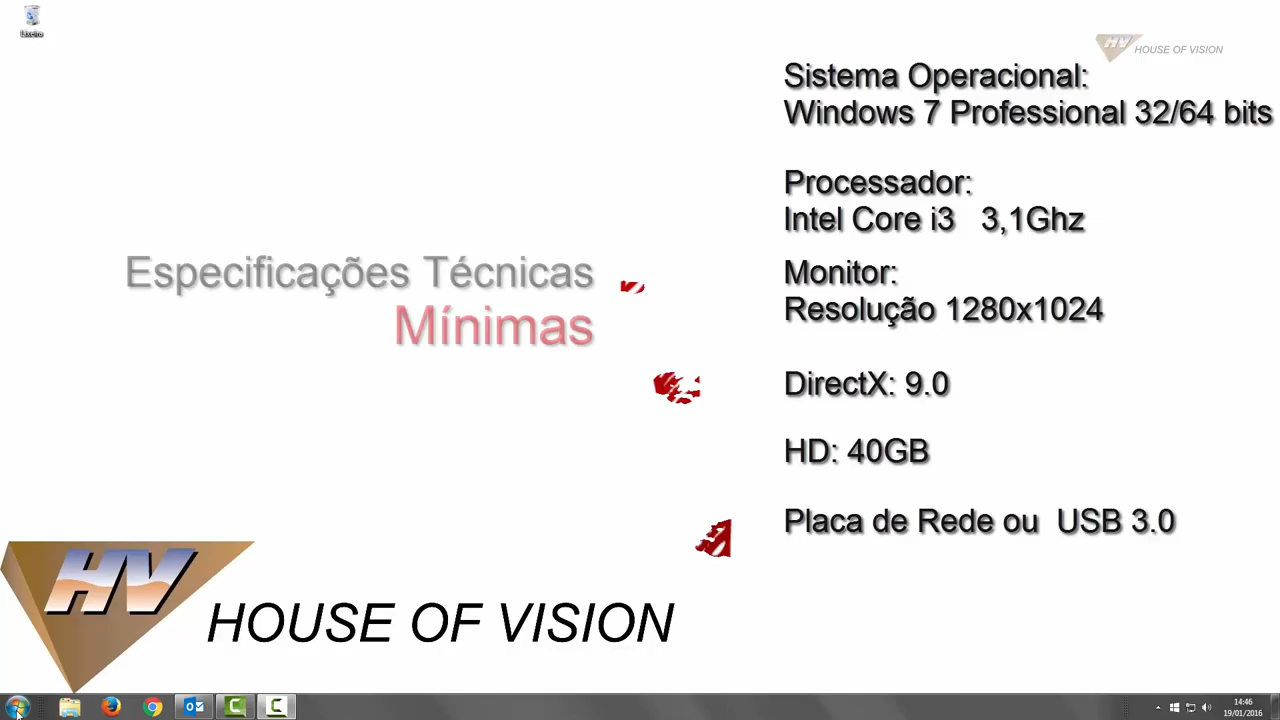 Lixeira
HV HOUSE OF VISION
Sistema Operacional:
Windows 7 Professional 32/64 bits
Processador:
Intel Core i3 3,1Ghz
Especificações Técnicas
Mínimas
Monitor:
Resolução 1280x1024
DirectX: 9.0
HD: 40GB
Placa de Rede ou USB 3.0
HV
HOUSE OF VISION
14:46
19/01/2016